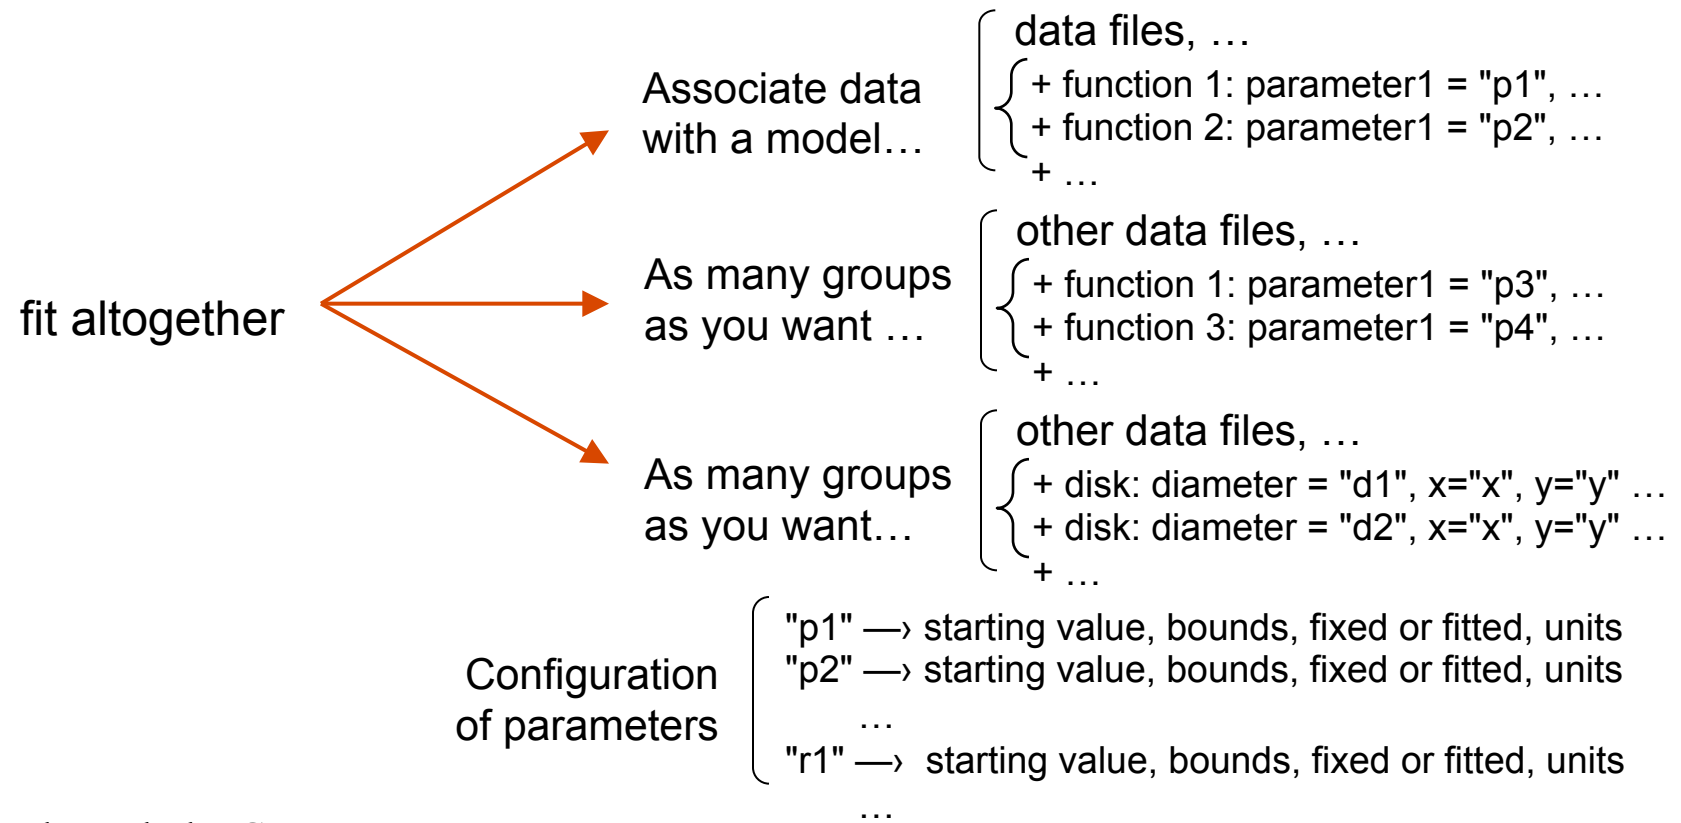 data files, …
Associate data
with a model…
+ function 1: parameter1 = "p1", …
+ function 2: parameter1 = "p2", …
+ …
fit altogether
other data files, …
As many groups
as you want …
+ function 1: parameter1 = "p3", …
+ function 3: parameter1 = "p4", …
+ …
other data files, …
As many groups
as you want…
+ disk: diameter = "d1", x="x", y="y" …
+ disk: diameter = "d2", x="x", y="y" …
+ …
Configuration
of parameters
"p1" —› starting value, bounds, fixed or fitted, units
"p2" —› starting value, bounds, fixed or fitted, units
…
"r1" —› starting value, bounds, fixed or fitted, units
…